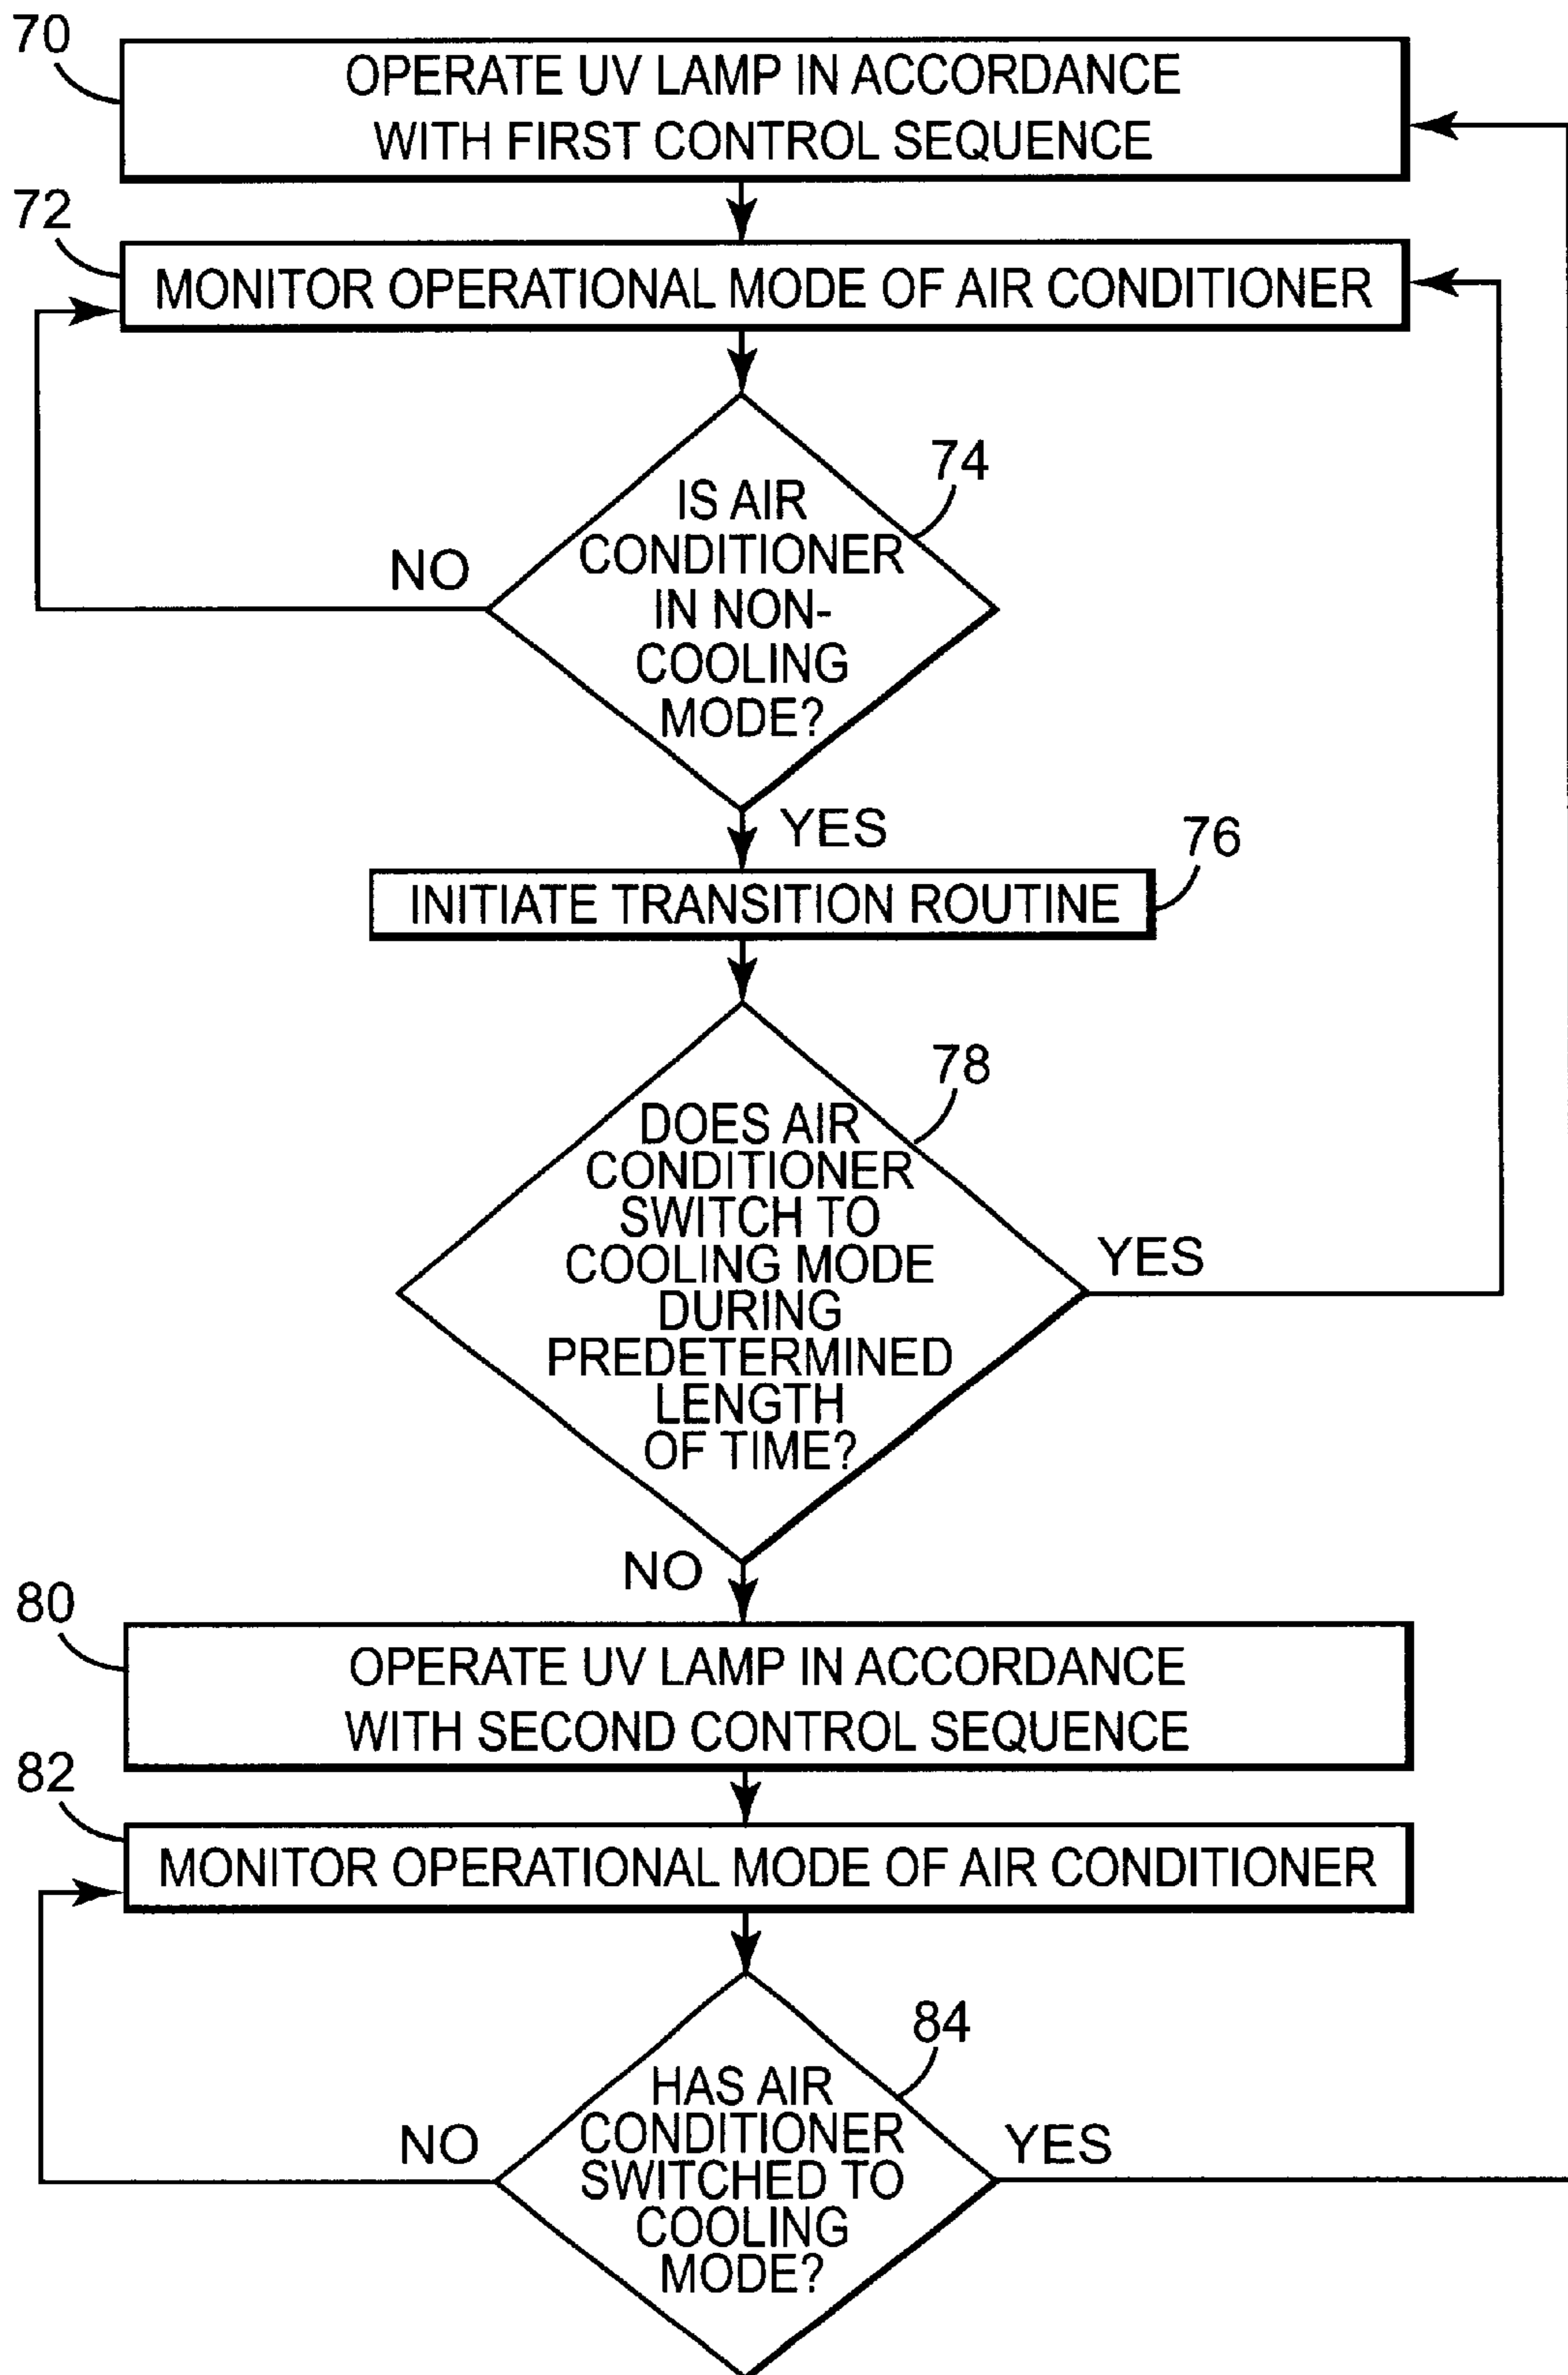 70
OPERATE UV LAMP IN ACCORDANCE
WITH FIRST CONTROL SEQUENCE
72
MONITOR OPERATIONAL MODE OF AIR CONDITIONER
74
IS AIR
CONDITIONER
IN NON-
COOLING
MODE?
NO
YES
76
INITIATE TRANSITION ROUTINE
78
DOES AIR
CONDITIONER
SWITCH TO
COOLING MODE
DURING
PREDETERMINED
LENGTH
OF TIME?
YES
NO
80
OPERATE UV LAMP IN ACCORDANCE
WITH SECOND CONTROL SEQUENCE
82
MONITOR OPERATIONAL MODE OF AIR CONDITIONER
84
HAS AIR
CONDITIONER
SWITCHED TO
COOLING
MODE?
NO
YES